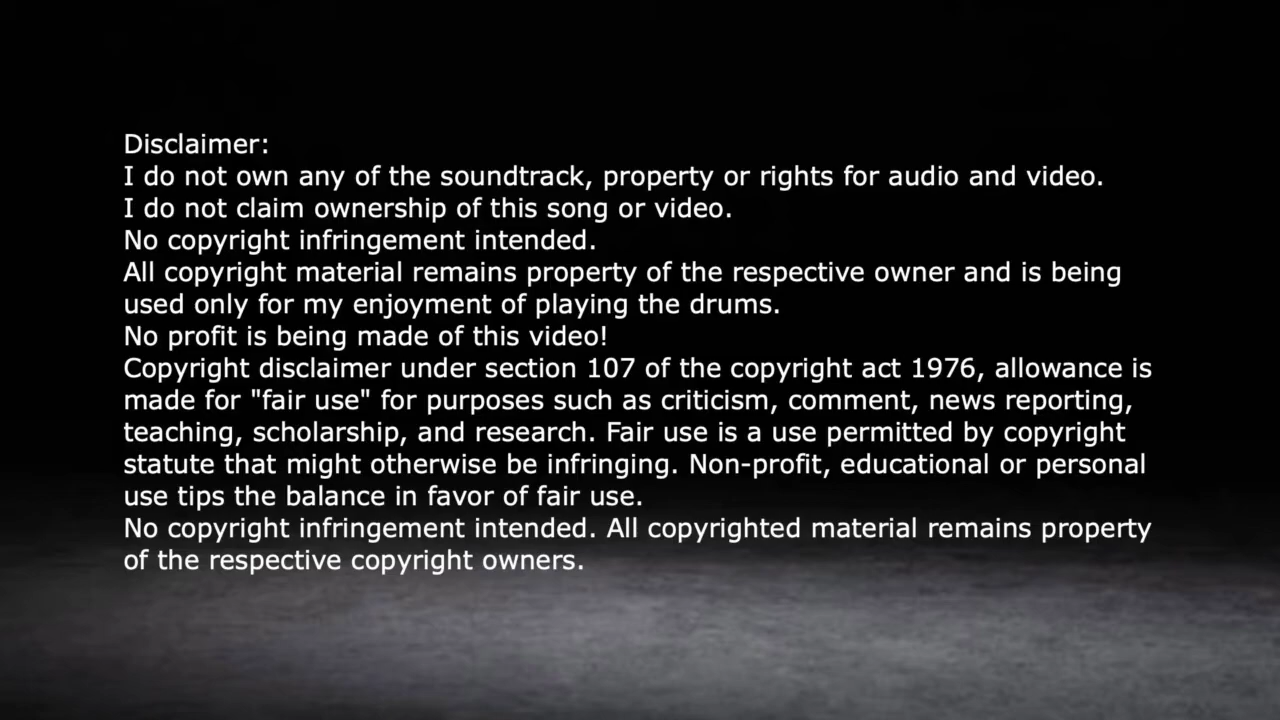 Disclaimer:
I do not own any of the soundtrack, property or rights for audio and video.
I do not claim ownership of this song or video.
No copyright infringement intended.
All copyright material remains property of the respective owner and is being
used only for my enjoyment of playing the drums.
No profit is being made of this video!
Copyright disclaimer under section 107 of the copyright act 1976, allowance is
made for "fair use" for purposes such as criticism, comment, news reporting,
teaching, scholarship, and research. Fair use is a use permitted by copyright
statute that might otherwise be infringing. Non-profit, educational or personal
use tips the balance in favor of fair use.
No copyright infringement intended. All copyrighted material remains property
of the respective copyright owners.